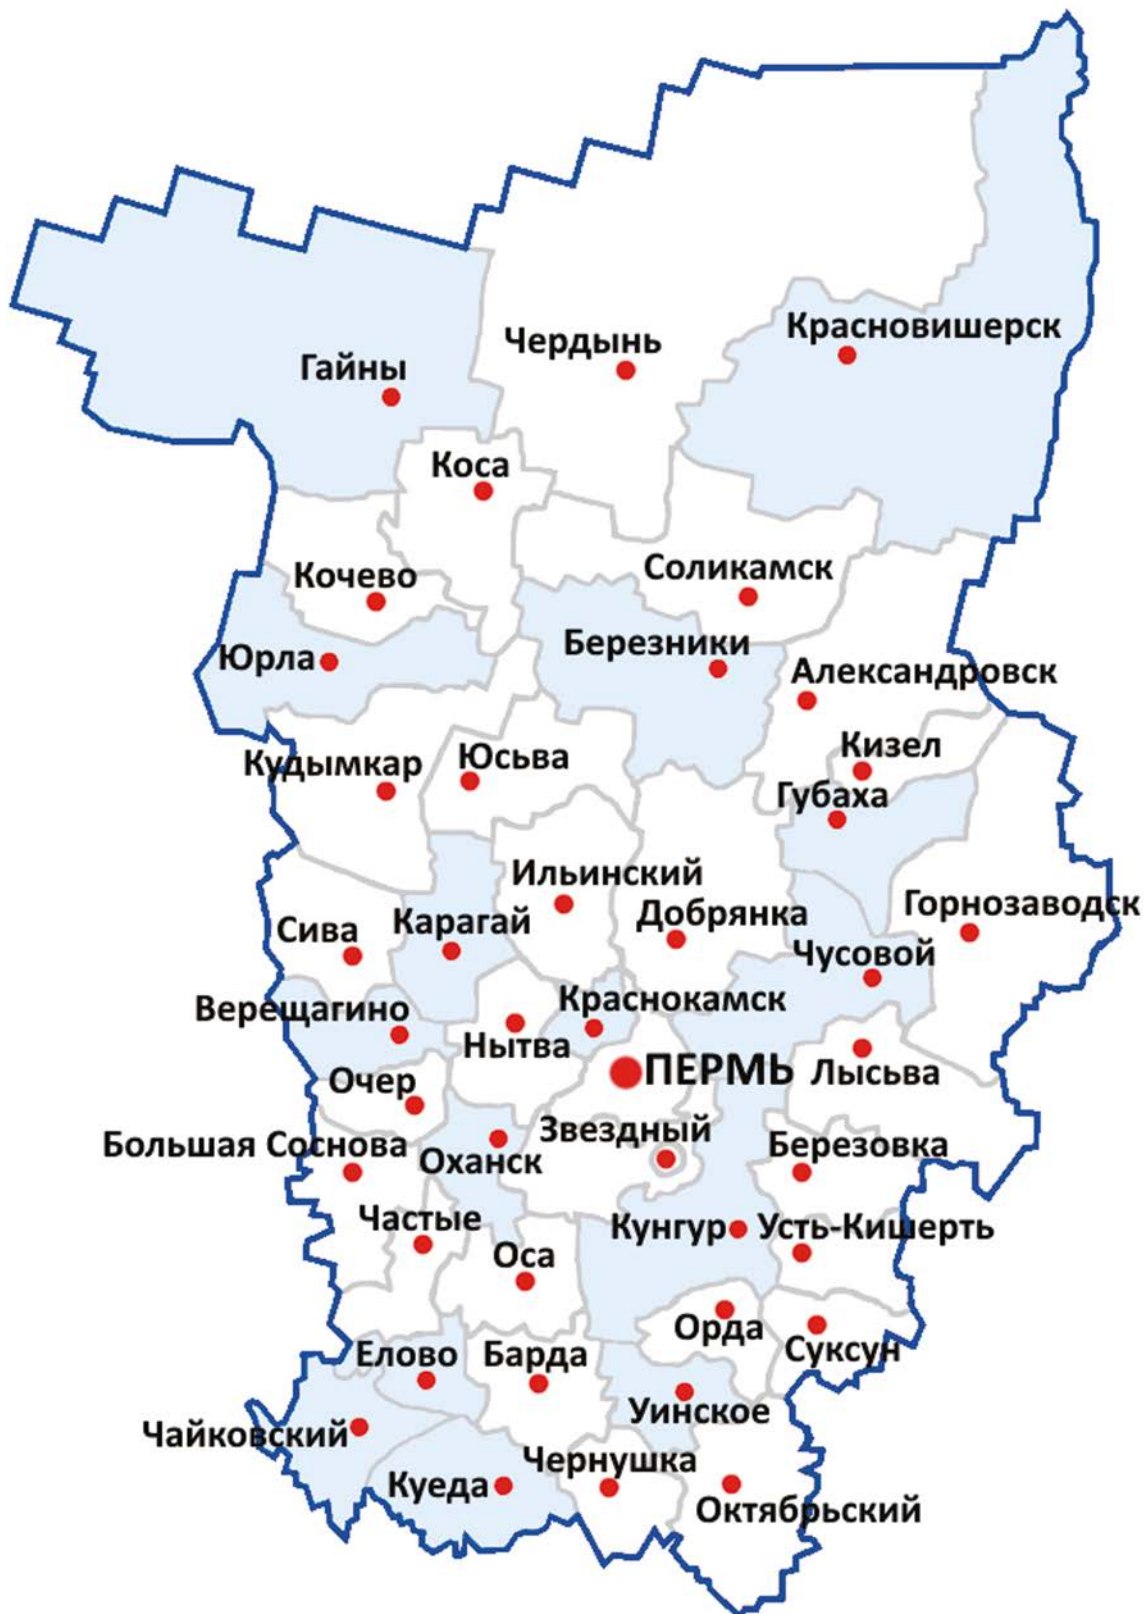 Красновишерск
Чердынь
Гайны
Коса
Соликамск
Кочево
Березники
Юрла
Александровск
Кизел
Юсьва
Кудымкар
Губаха
Ильинский
Горнозаводск
Добрянка
Карагай
Сива
Чусовой
Краснокамск
Верещагино
Нытва
ПЕРМЬ
Лысьва
Очер
Звездный
Большая Соснова
Березовка
Оханск
Частые
Кунгур
Усть-Кишерть
Оса
Орда
Суксун
Елово
Барда
Уинское
Чайковский
Чернушка
Куеда
Октябрьский